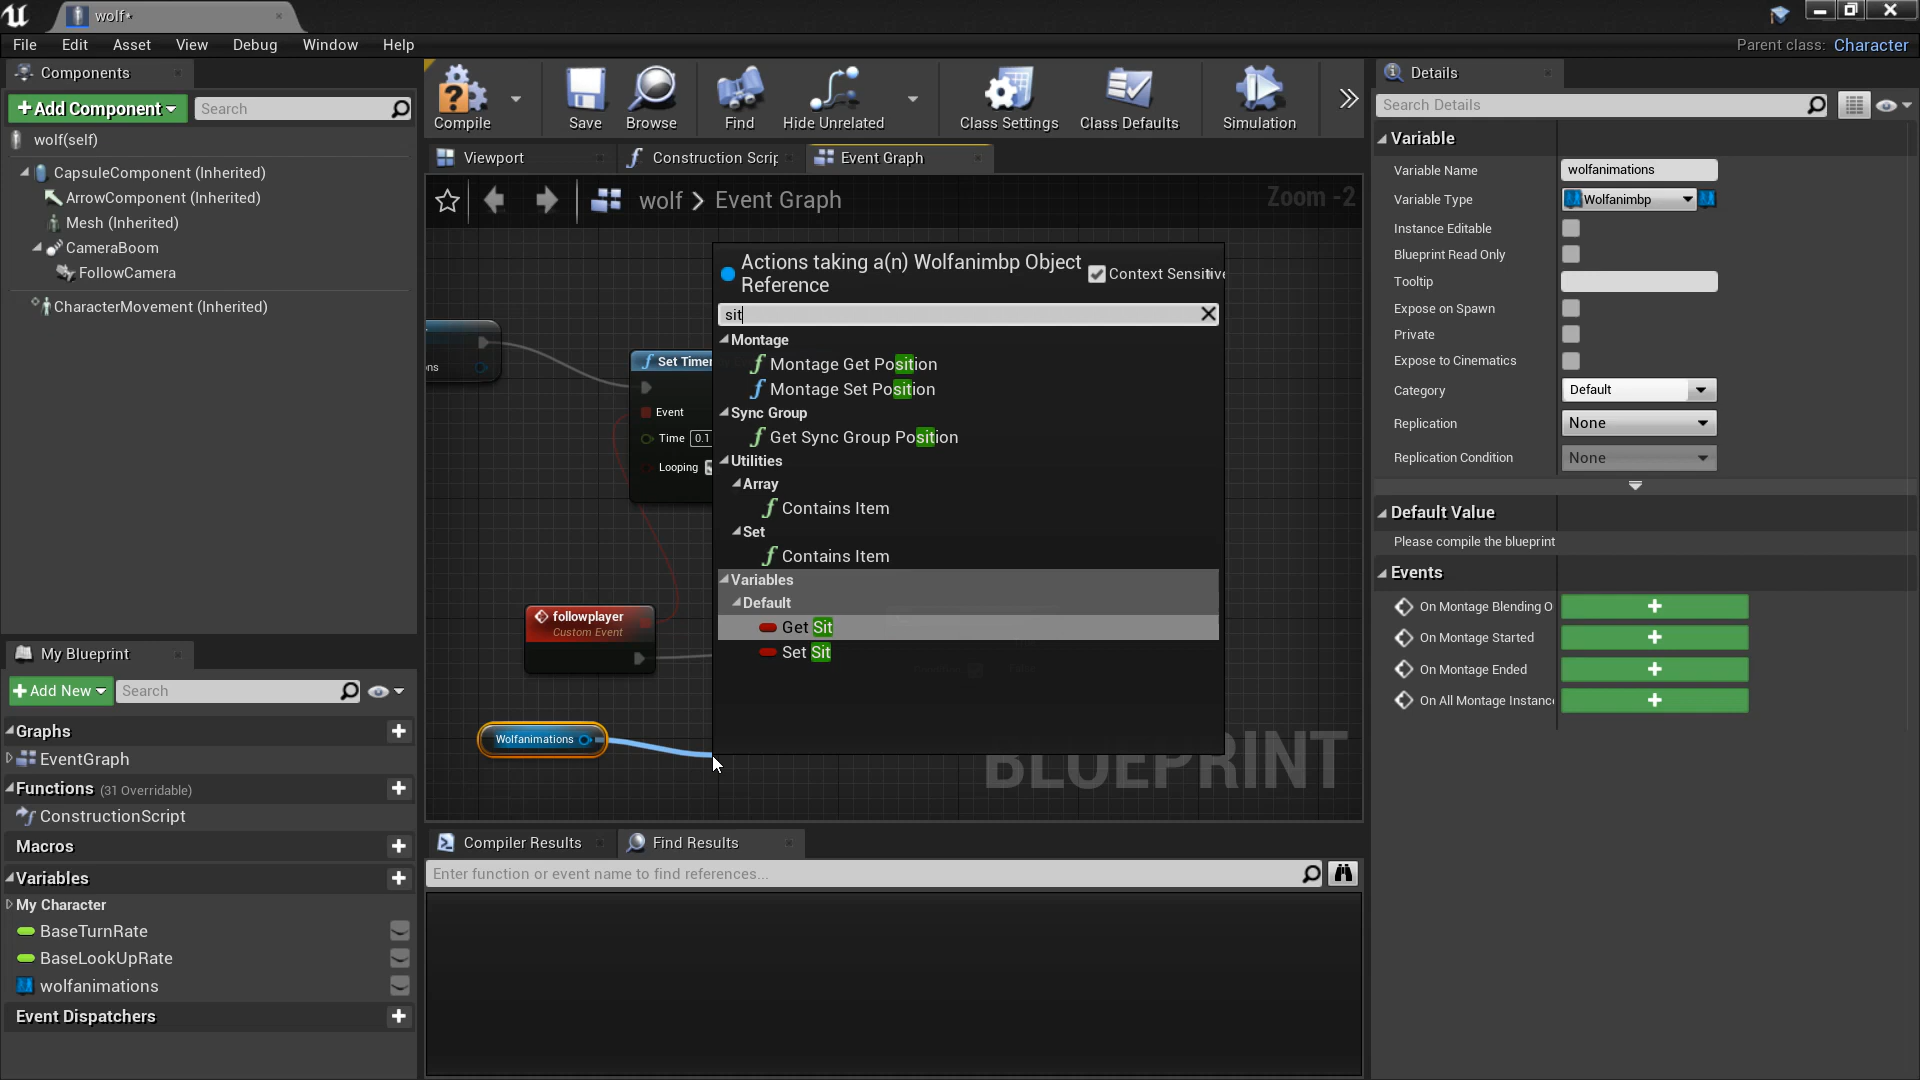 wolf*
File Edit Asset View Debug Window Help
Parent class: Character
Components
+Add Component
Search
wolf(self)
CapsuleComponent (Inherited)
ArrowComponent (Inherited)
Mesh (Inherited)
CameraBoom
FollowCamera
CharacterMovement (Inherited)
My Blueprint
+Add New
Search
Graphs
EventGraph
Functions (31 Overridable)
ConstructionScript
Macros
Variables
My Character
BaseTurnRate
BaseLookUpRate
wolfanimations
Event Dispatchers
Compile Save Browse Find Hide Unrelated Class Settings Class Defaults Simulation
Viewport
Construction Scrip
Event Graph
wolf > Event Graph
Zoom -2
ns
Set Timer
Event
Time 0.1
Looping
followplayer
Custom Event
Wolfanimations
BLUEPRINT
Actions taking a(n) Wolfanimbp Object
Reference
Context Sensitive
sit
Montage
Montage Get Position
Montage Set Position
Sync Group
Get Sync Group Position
Utilities
Array
Contains Item
Set
Contains Item
Variables
Default
Get Sit
Set Sit
Compiler Results
Find Results
Enter function or event name to find references...
Details
Search Details
Variable
Variable Name wolfanimations
Variable Type Wolfanimbp
Instance Editable
Blueprint Read Only
Tooltip
Expose on Spawn
Private
Expose to Cinematics
Category Default
Replication None
Replication Condition None
Default Value
Please compile the blueprint
Events
On Montage Blending O
On Montage Started
On Montage Ended
On All Montage Instanc